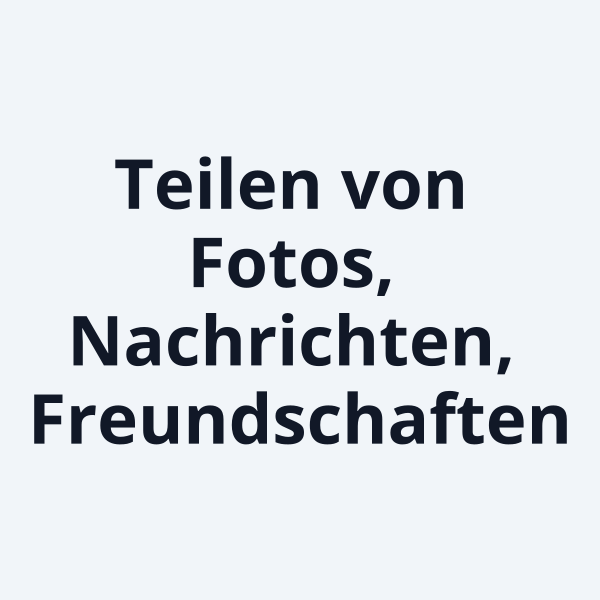 Teilen von
Fotos,
Nachrichten,
Freundschaften